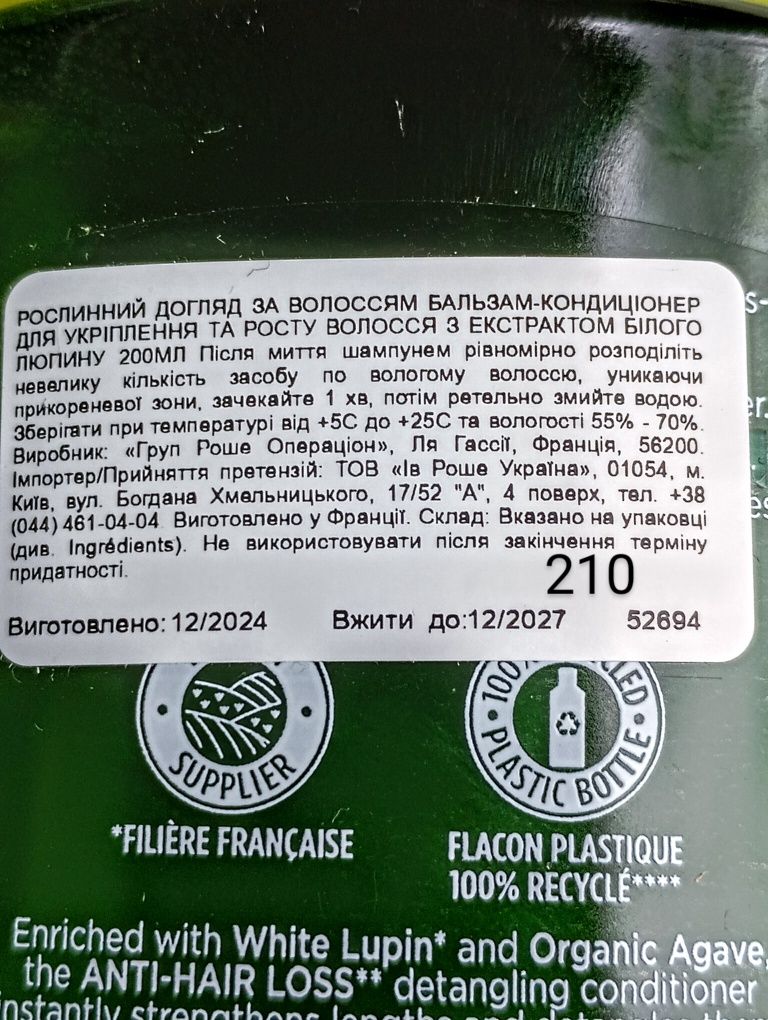 РОСЛИННИЙ ДОГЛЯД ЗА ВОЛОССЯМ БАЛЬЗАМ-КОНДИЦІОНЕР
ДЛЯ УКРІПЛЕННЯ ТА РОСТУ ВОЛОССЯ З ЕКСТРАКТОМ БІЛОГО
ЛЮПИНУ 200МЛ Після миття шампунем рівномірно розподіліть
невелику кількість засобу по вологому волоссю, уникаючи
прикореневої зони, зачекайте 1 хв, потім ретельно змийте водою.
Зберігати при температурі від +5С до +25С та вологості 55% - 70%.
Виробник: «Груп Роше Операціон», Ля Гассії, Франція, 56200.
Імпортер/Прийняття претензій: ТОВ «Ів Роше Україна», 01054, м.
Київ, вул. Богдана Хмельницького, 17/52 "А", 4 поверх, тел. +38
(044) 461-04-04. Виготовлено у Франції. Склад: Вказано на упаковці
(див. Ingrédients). Не використовувати після закінчення терміну
придатності.
210
Виготовлено: 12/2024 Вжити до:12/2027 52694
SUPPLIER
PLASTIC BOTTLE
*FILIÈRE FRANÇAISE
FLACON PLASTIQUE
100% RECYCLÉ****
Enriched with White Lupin* and Organic Agave,
the ANTI-HAIR LOSS** detangling conditioner
instantly strengthens lengths and